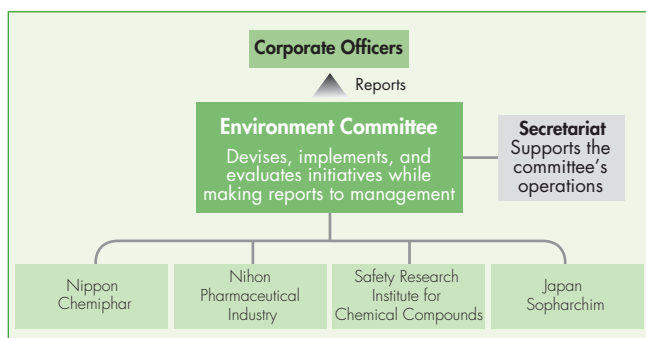 Corporate Officers
Reports
Environment Committee
Devises, implements, and
evaluates initiatives while
making reports to management
Secretariat
Supports the
committee's
operations
Nippon
Chemiphar
Nihon
Pharmaceutical
Industry
Safety Research
Institute for
Chemical Compounds
Japan
Sopharchim